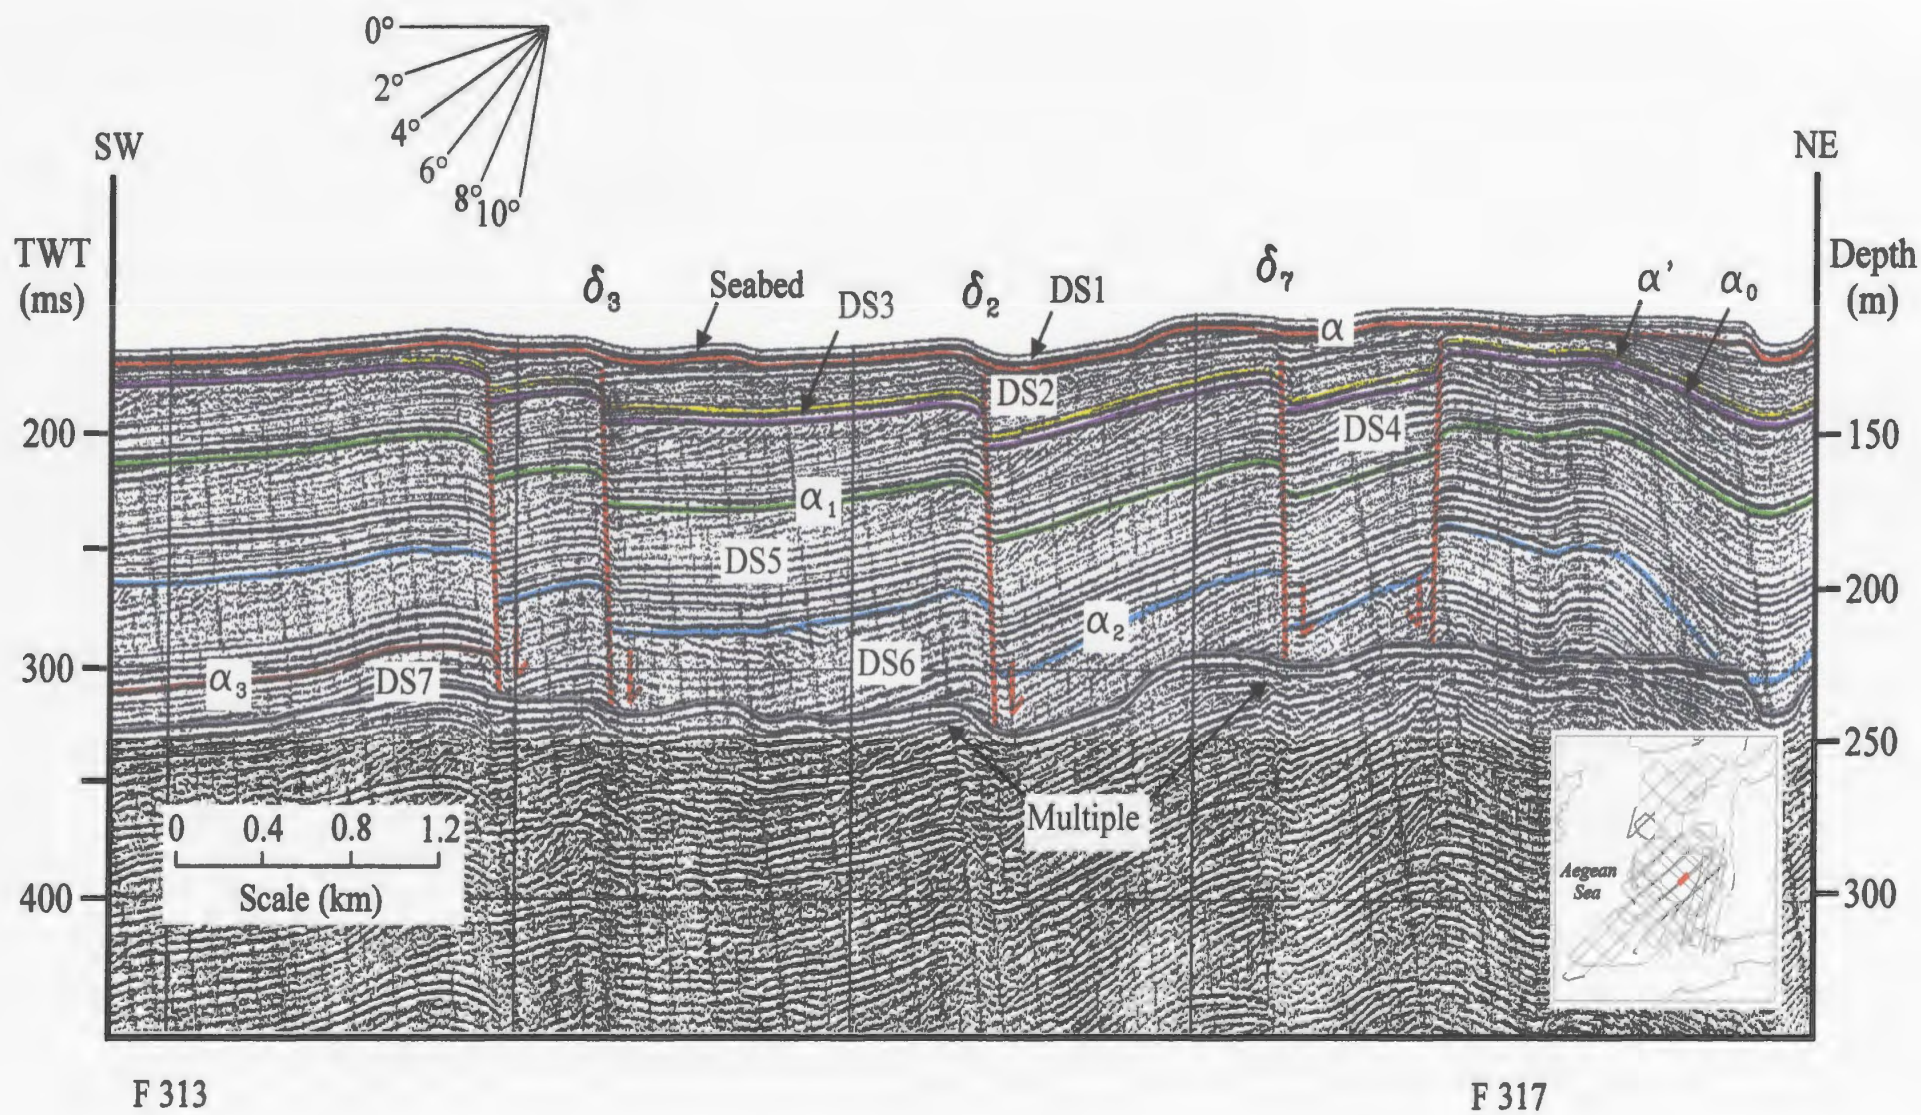 0°
2°
4°
6°
8°
10°
SW
NE
TWT
(ms)
Depth
(m)
δ₃
Seabed
DS3
δ₂
DS1
δ₇
α
α'
α₀
DS2
DS4
200
150
α₁
DS5
α₂
200
300
α₃
DS7
DS6
250
Multiple
0 0.4 0.8 1.2
Scale (km)
400
300
Aegean
Sea
F 313
F 317